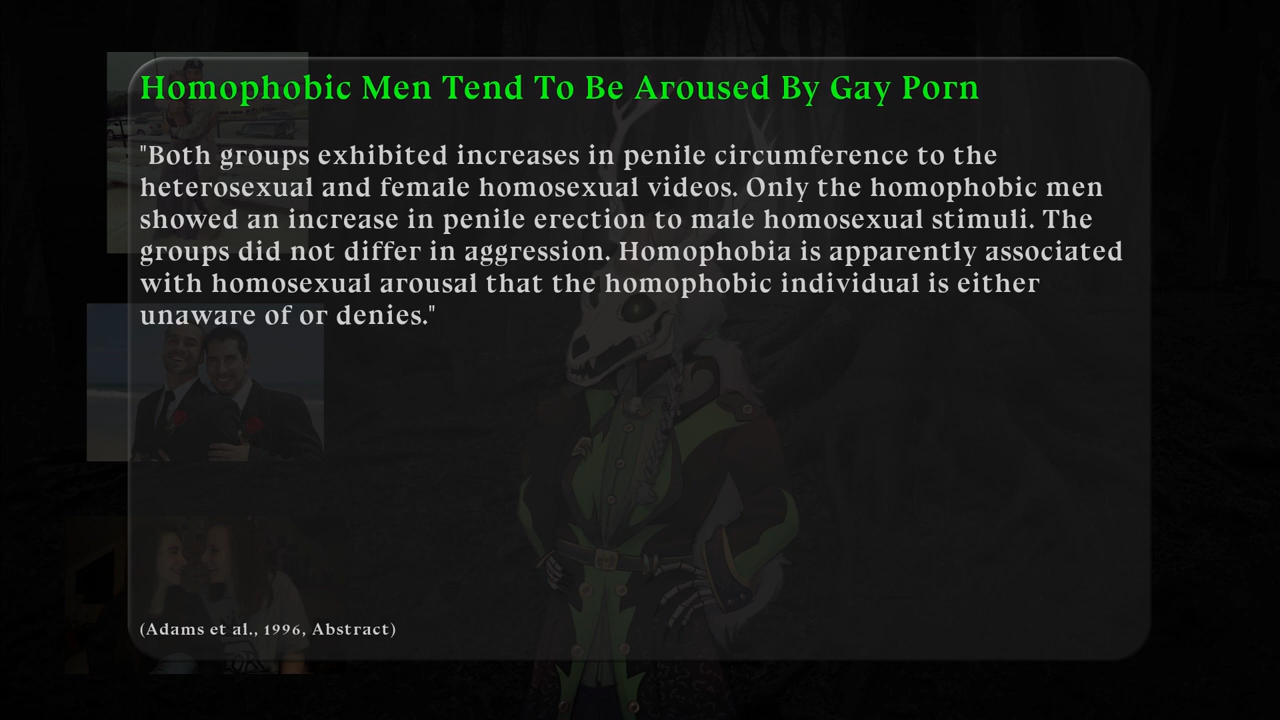 Homophobic Men Tend To Be Aroused By Gay Porn
"Both groups exhibited increases in penile circumference to the
heterosexual and female homosexual videos. Only the homophobic men
showed an increase in penile erection to male homosexual stimuli. The
groups did not differ in aggression. Homophobia is apparently associated
with homosexual arousal that the homophobic individual is either
unaware of or denies."
(Adams et al., 1996, Abstract)